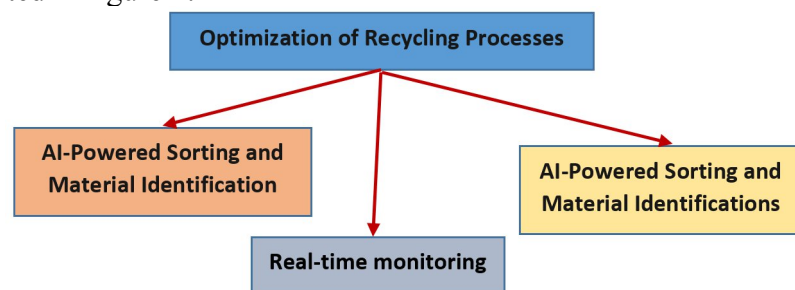 Optimization of Recycling Processes
AI-Powered Sorting and
Material Identification
AI-Powered Sorting and
Material Identifications
Real-time monitoring